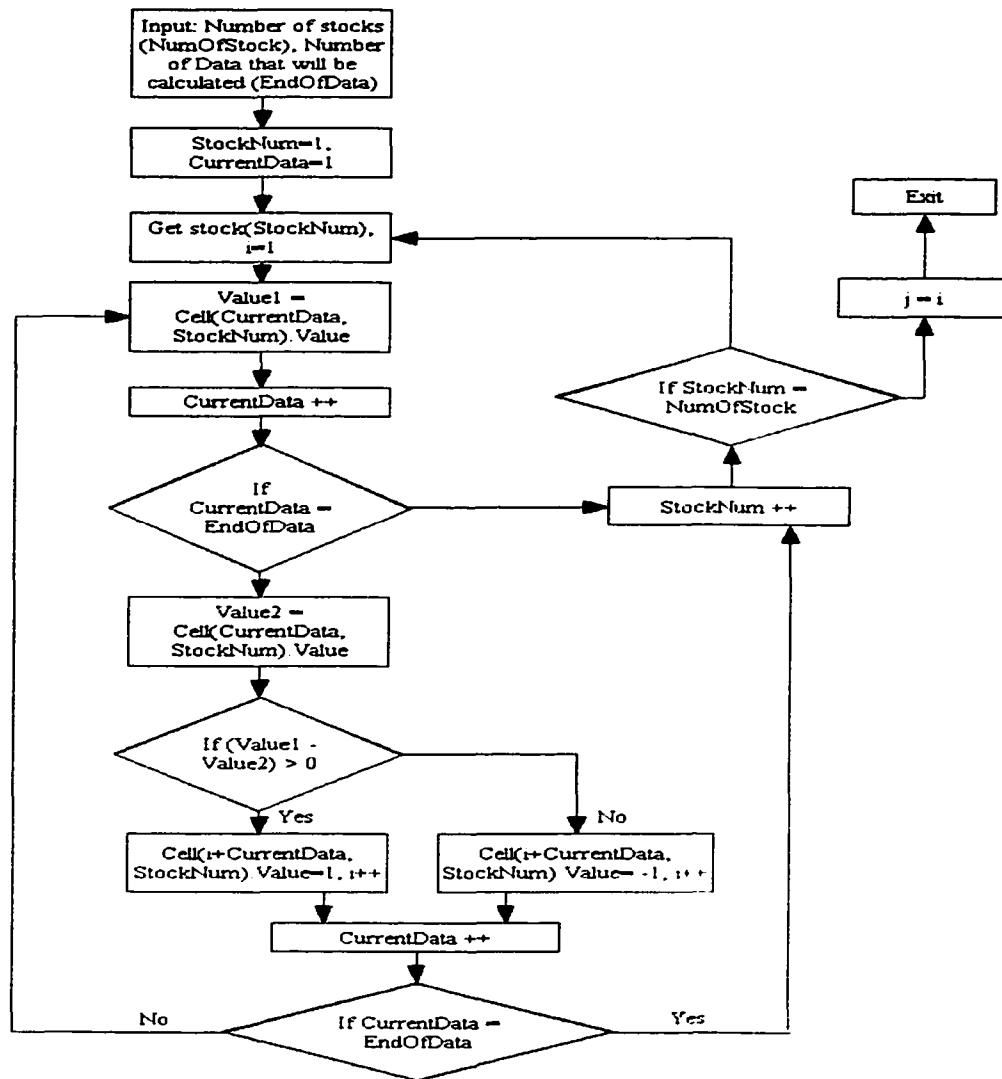 Input: Number of stocks
(NumOfStock), Number
of Data that will be
calculated (EndOfData)
StockNum=1,
CurrentData=1
Get stock(StockNum),
i=1
Value1 =
Cell(CurrentData,
StockNum).Value
CurrentData ++
If
CurrentData =
EndOfData
Value2 =
Cell(CurrentData,
StockNum).Value
If (Value1 -
Value2) > 0
Yes
No
Cell(i+CurrentData,
StockNum).Value=1, i++
Cell(i+CurrentData,
StockNum).Value= -1, i++
CurrentData ++
If CurrentData =
EndOfData
No
Yes
StockNum ++
If StockNum =
NumOfStock
j = i
Exit